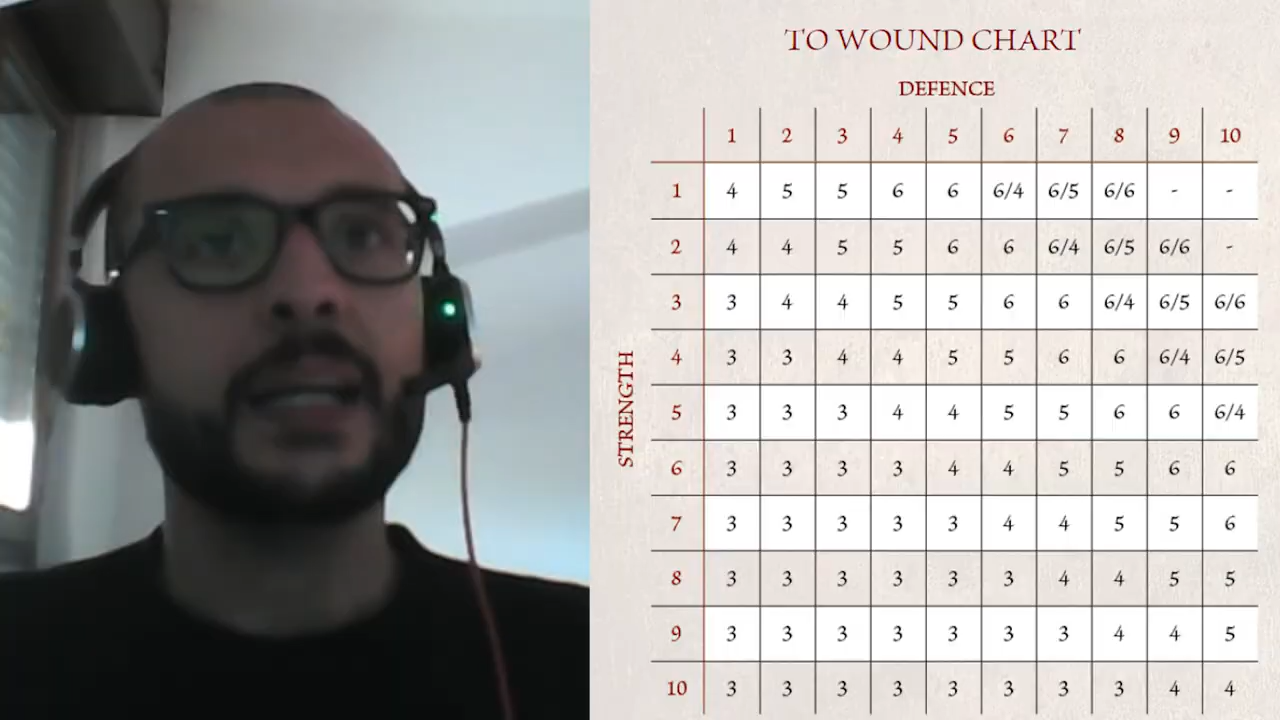 TO WOUND CHART
DEFENCE
1 2 3 4 5 6 7 8 9 10
STRENGTH
1 4 5 5 6 6 6/4 6/5 6/6 - -
2 4 4 5 5 6 6 6/4 6/5 6/6 -
3 3 4 4 5 5 6 6 6/4 6/5 6/6
4 3 3 4 4 5 5 6 6 6/4 6/5
5 3 3 3 4 4 5 5 6 6 6/4
6 3 3 3 3 4 4 5 5 6 6
7 3 3 3 3 3 4 4 5 5 6
8 3 3 3 3 3 3 4 4 5 5
9 3 3 3 3 3 3 3 4 4 5
10 3 3 3 3 3 3 3 3 4 4